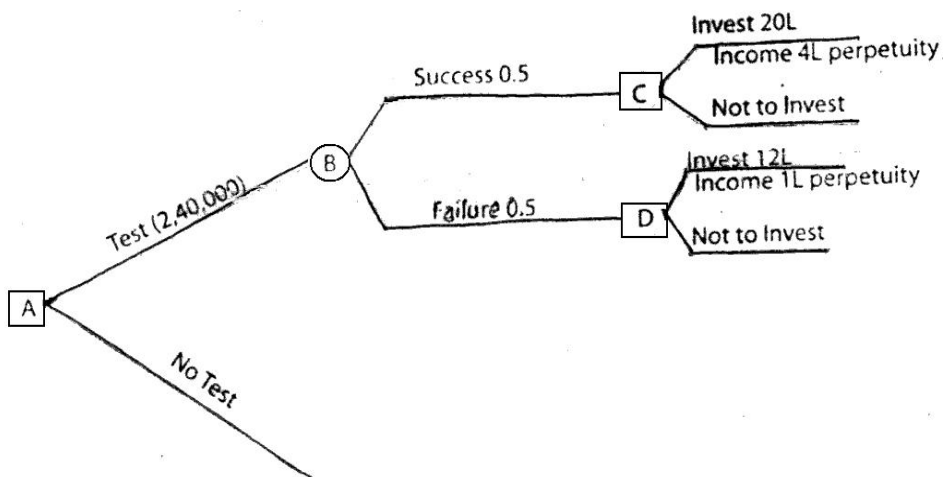 Invest 20L
Income 4L perpetuity
Success 0.5
C
Not to Invest
B
Invest 12L
Income 1L perpetuity
Test (2,40,000)
Failure 0.5
D
Not to Invest
A
No Test